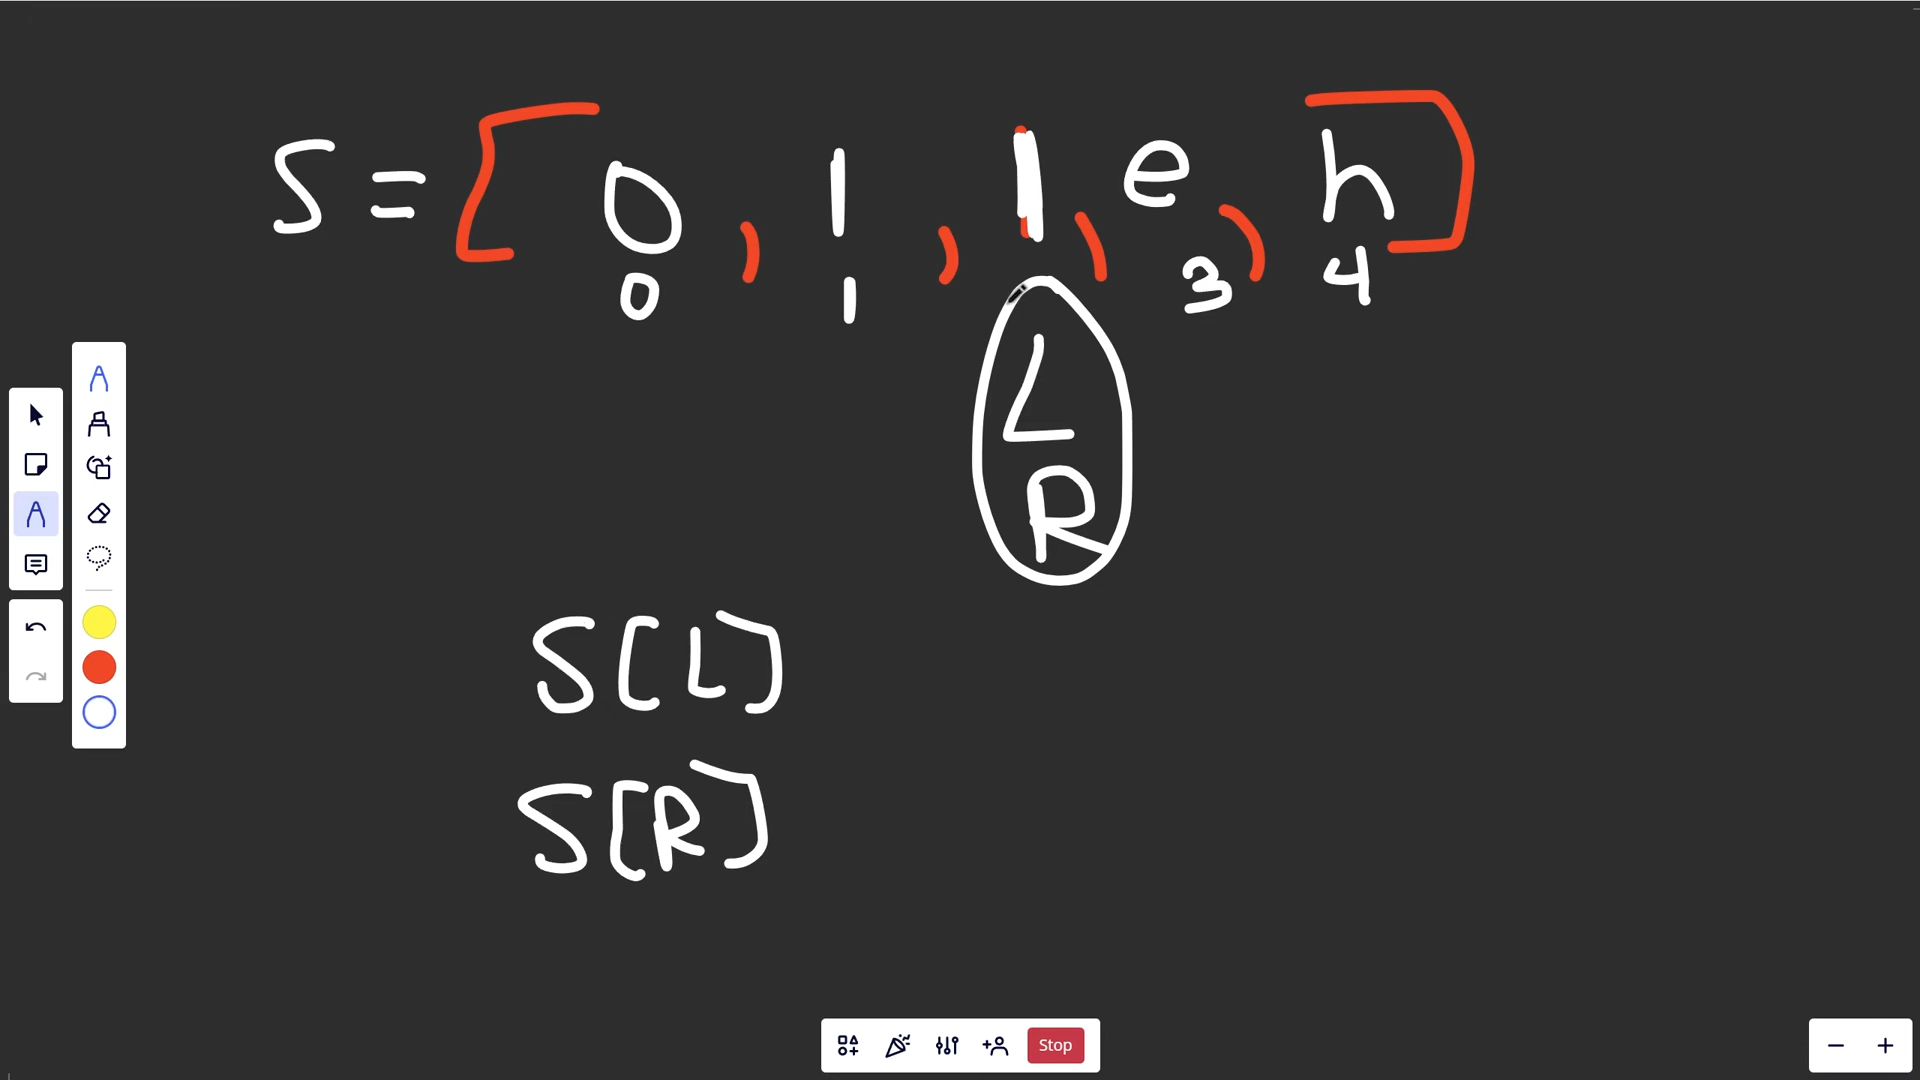 S = [ o , l , l , e , h ]
0 1 3 4
L
R
S[L]
S[R]
Stop